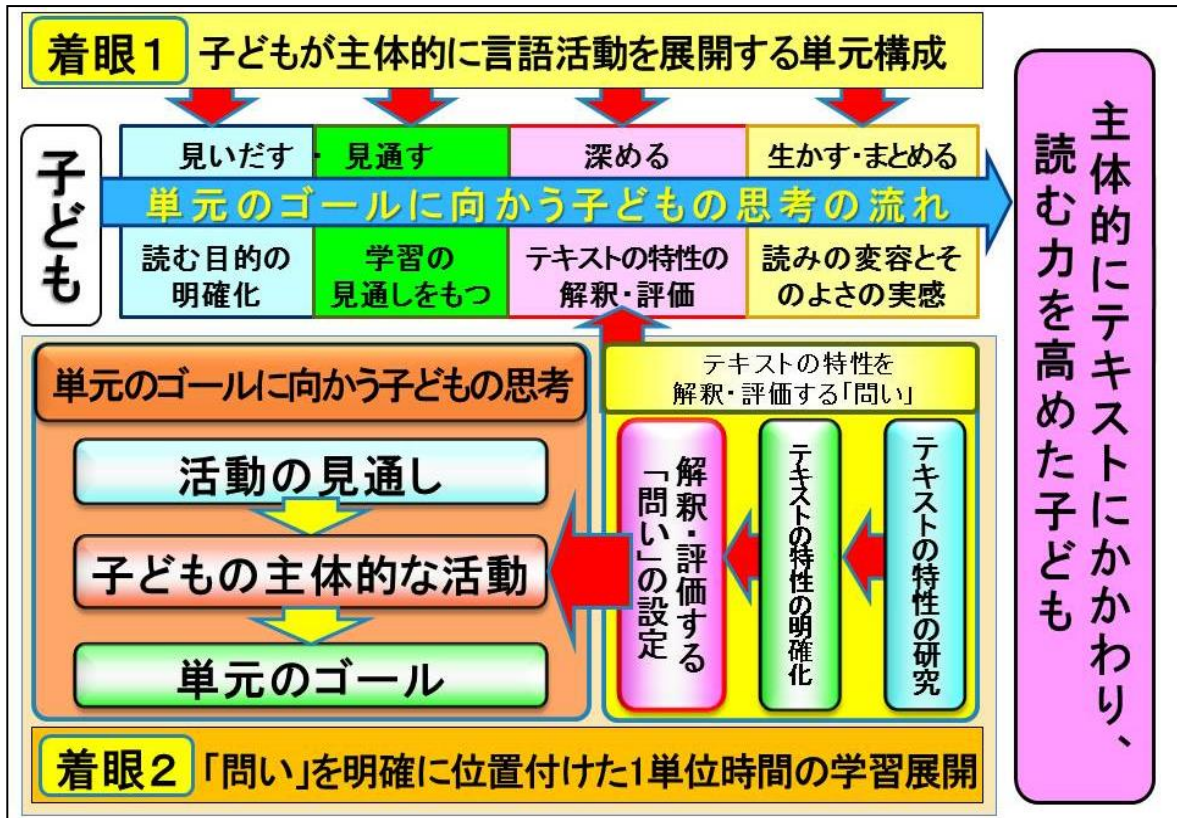 着眼1 子どもが主体的に言語活動を展開する単元構成
子ども
見いだす・見通す
深める
生かす・まとめる
単元のゴールに向かう子どもの思考の流れ
読む目的の
明確化
学習の
見通しをもつ
テキストの特性の
解釈・評価
読みの変容とそ
のよさの実感
主体的にテキストにかかわり、
読む力を高めた子ども
単元のゴールに向かう子どもの思考
活動の見通し
子どもの主体的な活動
単元のゴール
テキストの特性を
解釈・評価する「問い」
解釈・評価する
「問い」の設定
テキストの特性の明確化
テキストの特性の研究
着眼2 「問い」を明確に位置付けた1単位時間の学習展開